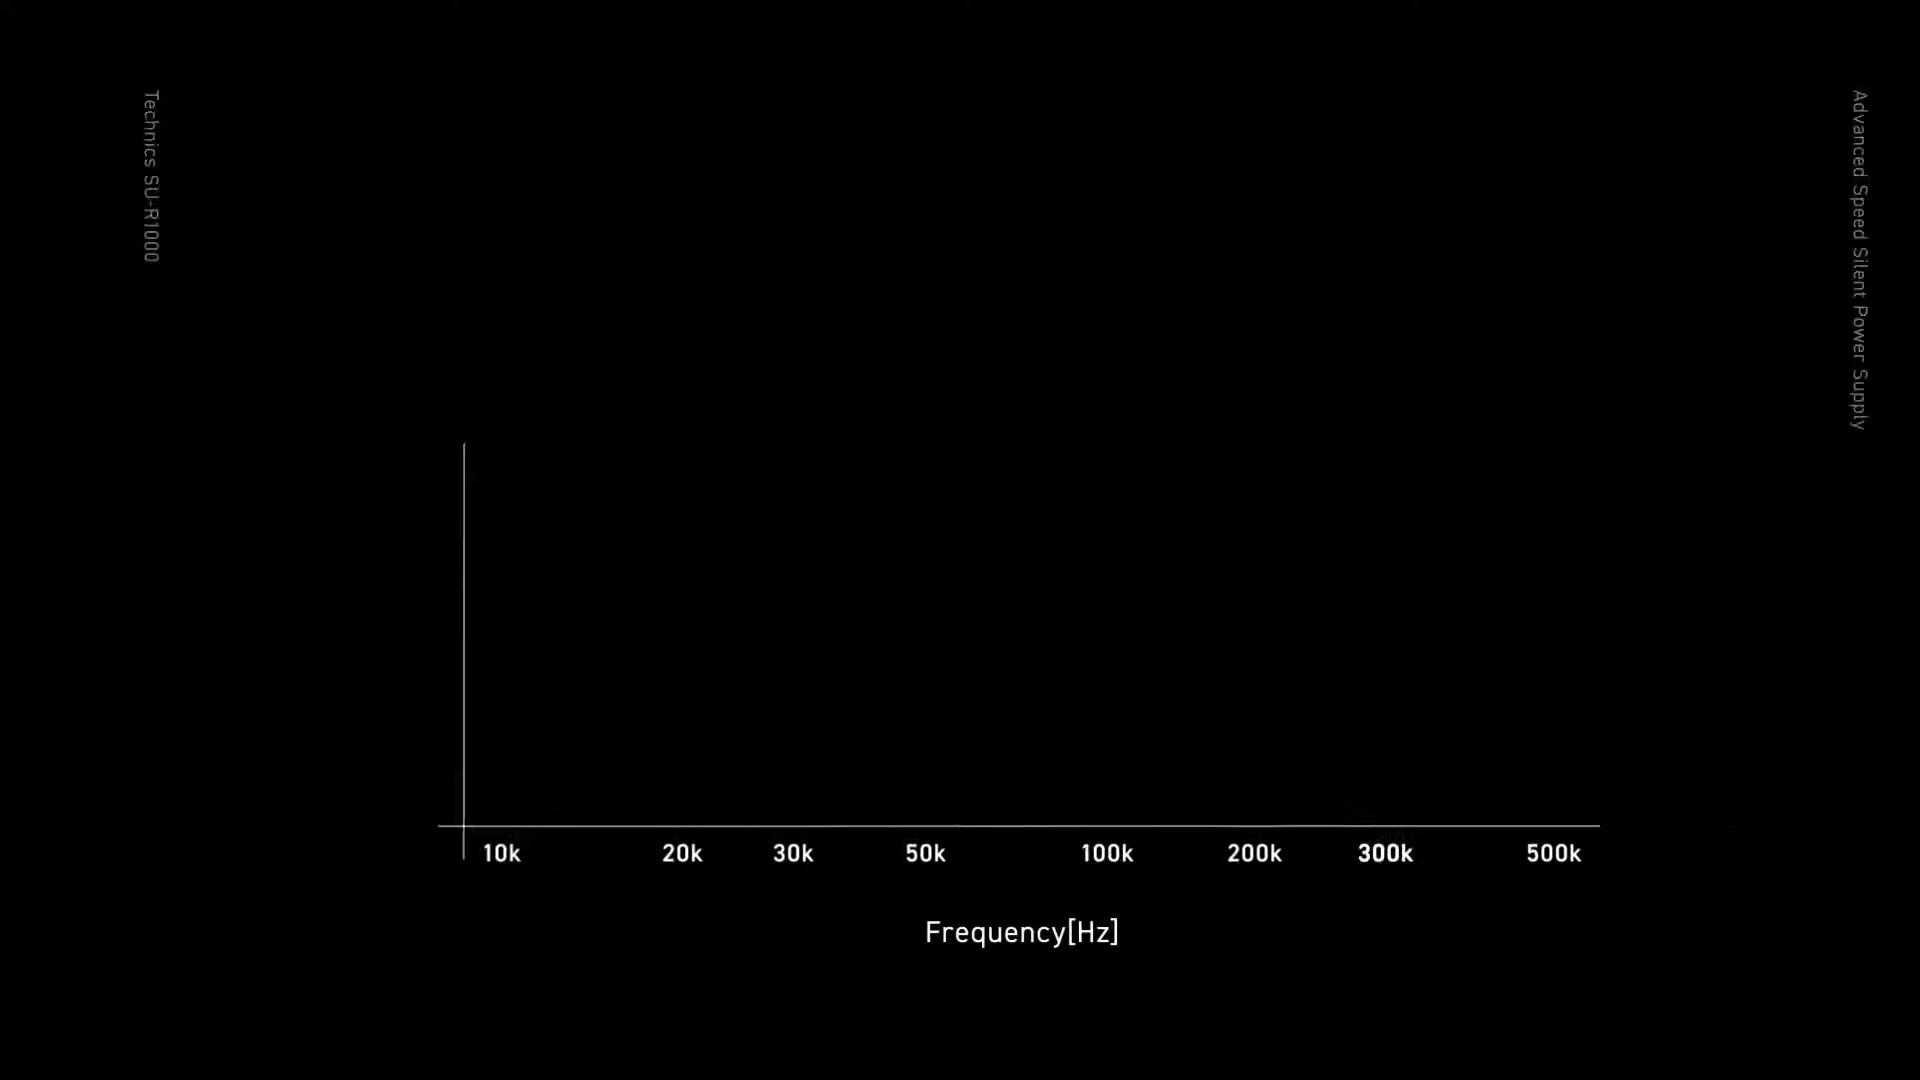 Technics SU-R1000
Advanced Speed Silent Power Supply
10k 20k 30k 50k 100k 200k 300k 500k
Frequency[Hz]